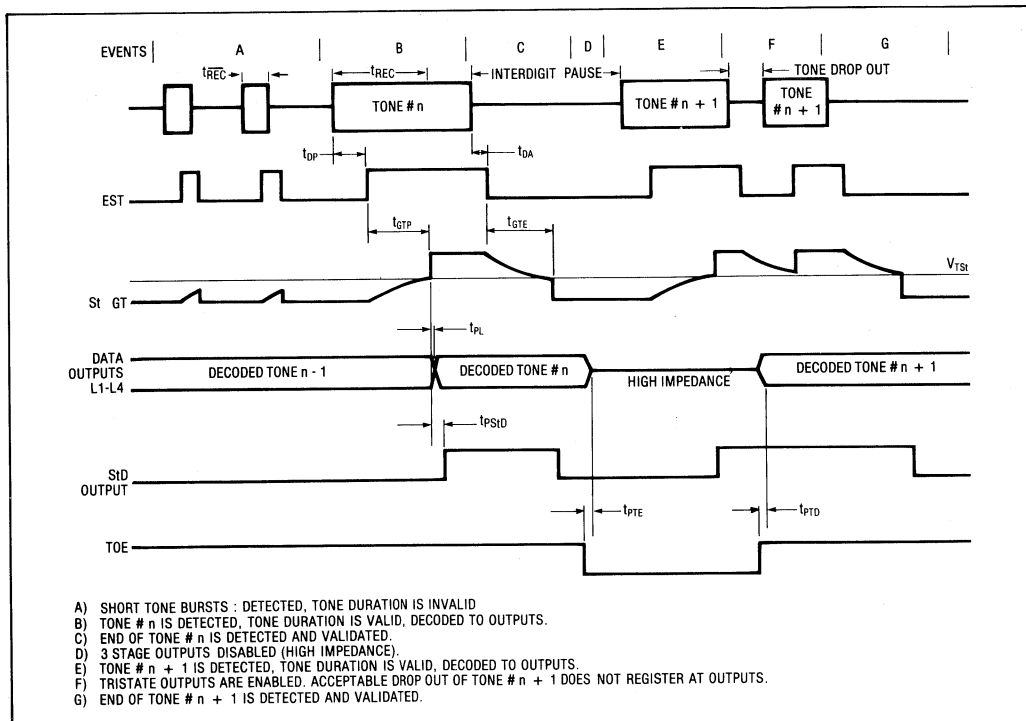 EVENTS | A | B | C | D | E | F | G |
tREC tREC INTERDIGIT PAUSE TONE DROP OUT
TONE # n TONE # n + 1 TONE # n + 1
tDP tDA
EST
tGTP tGTE
VTSt
St GT
tPL
DATA OUTPUTS L1-L4
DECODED TONE n - 1 DECODED TONE # n HIGH IMPEDANCE DECODED TONE # n + 1
tPStD
StD OUTPUT
tPTE tPTD
TOE
A) SHORT TONE BURSTS : DETECTED, TONE DURATION IS INVALID
B) TONE # n IS DETECTED, TONE DURATION IS VALID, DECODED TO OUTPUTS.
C) END OF TONE # n IS DETECTED AND VALIDATED.
D) 3 STAGE OUTPUTS DISABLED (HIGH IMPEDANCE).
E) TONE # n + 1 IS DETECTED, TONE DURATION IS VALID, DECODED TO OUTPUTS.
F) TRISTATE OUTPUTS ARE ENABLED. ACCEPTABLE DROP OUT OF TONE # n + 1 DOES NOT REGISTER AT OUTPUTS.
G) END OF TONE # n + 1 IS DETECTED AND VALIDATED.